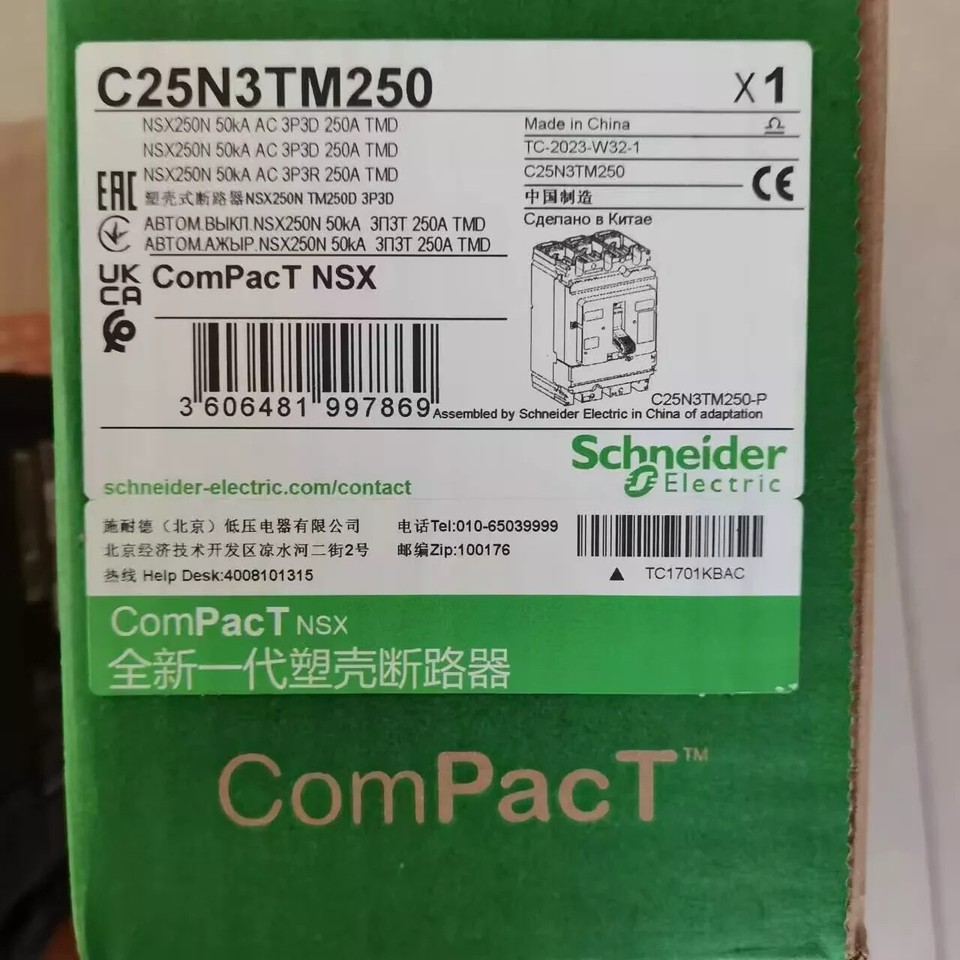 C25N3TM250
X 1
NSX250N 50kA AC 3P3D 250A TMD
NSX250N 50kA AC 3P3D 250A TMD
NSX250N 50kA AC 3P3R 250A TMD
塑壳式断路器NSX250N TM250D 3P3D
АВТОМ.ВЫКЛ.NSX250N 50kA 3П3Т 250A TMD
АВТОМ.АЖЫР.NSX250N 50kA 3П3Т 250A TMD
Made in China
TC-2023-W32-1
C25N3TM250
中国制造
Сделано в Китае
EAC
CE
UK
CA
ComPacT NSX
3 606481 997869
C25N3TM250-P
Assembled by Schneider Electric in China of adaptation
Schneider
Electric
schneider-electric.com/contact
施耐德（北京）低压电器有限公司
电话Tel:010-65039999
北京经济技术开发区凉水河二街2号
邮编Zip:100176
热线 Help Desk:4008101315
▲ TC1701KBAC
ComPacT NSX
全新一代塑壳断路器
ComPacT™